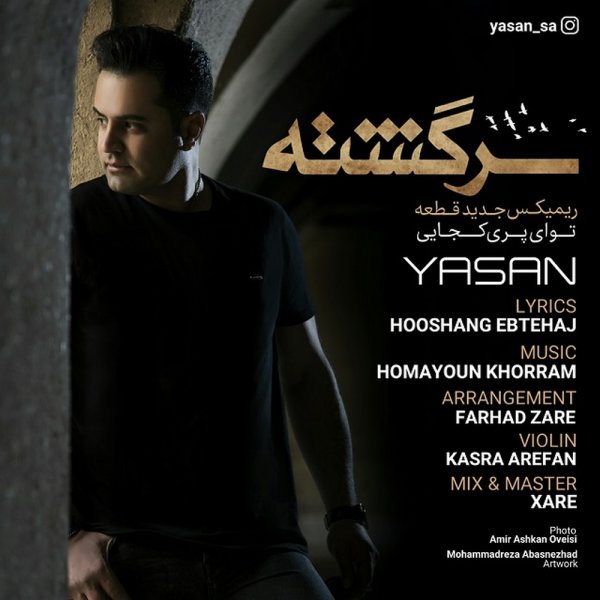 yasan_sa
سرگشته
ریمیکس جدید قطعه
توای پری کجایی
YASAN
LYRICS
HOOSHANG EBTEHAJ
MUSIC
HOMAYOUN KHORRAM
ARRANGEMENT
FARHAD ZARE
VIOLIN
KASRA AREFAN
MIX & MASTER
XARE
Photo
Amir Ashkan Oveisi
Mohammadreza Abasnezhad
Artwork